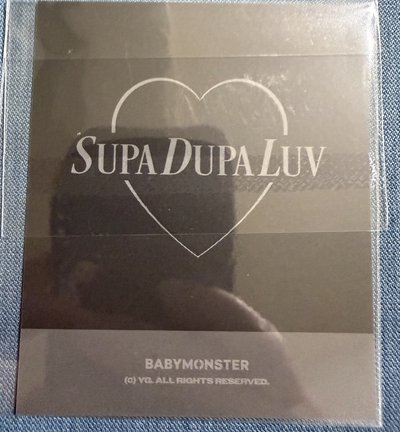 SUPA DUPA LUV
BABYMONSTER
(c) YG. ALL RIGHTS RESERVED.